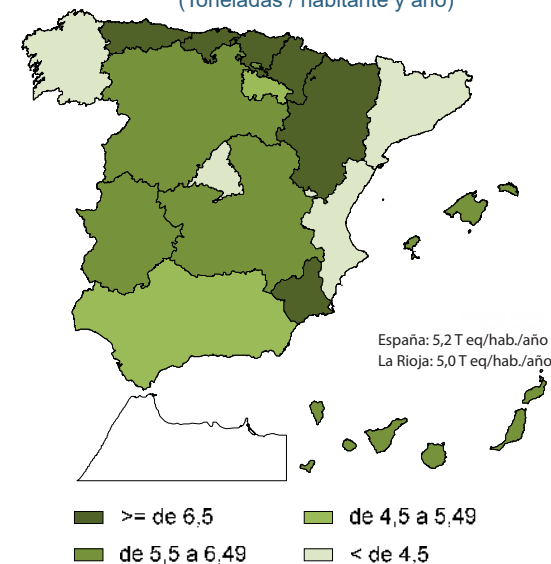 (Toneladas / habitante y año)
España: 5,2 T eq/hab./año
La Rioja: 5,0 T eq/hab./año
>= de 6,5
de 4,5 a 5,49
de 5,5 a 6,49
< de 4,5